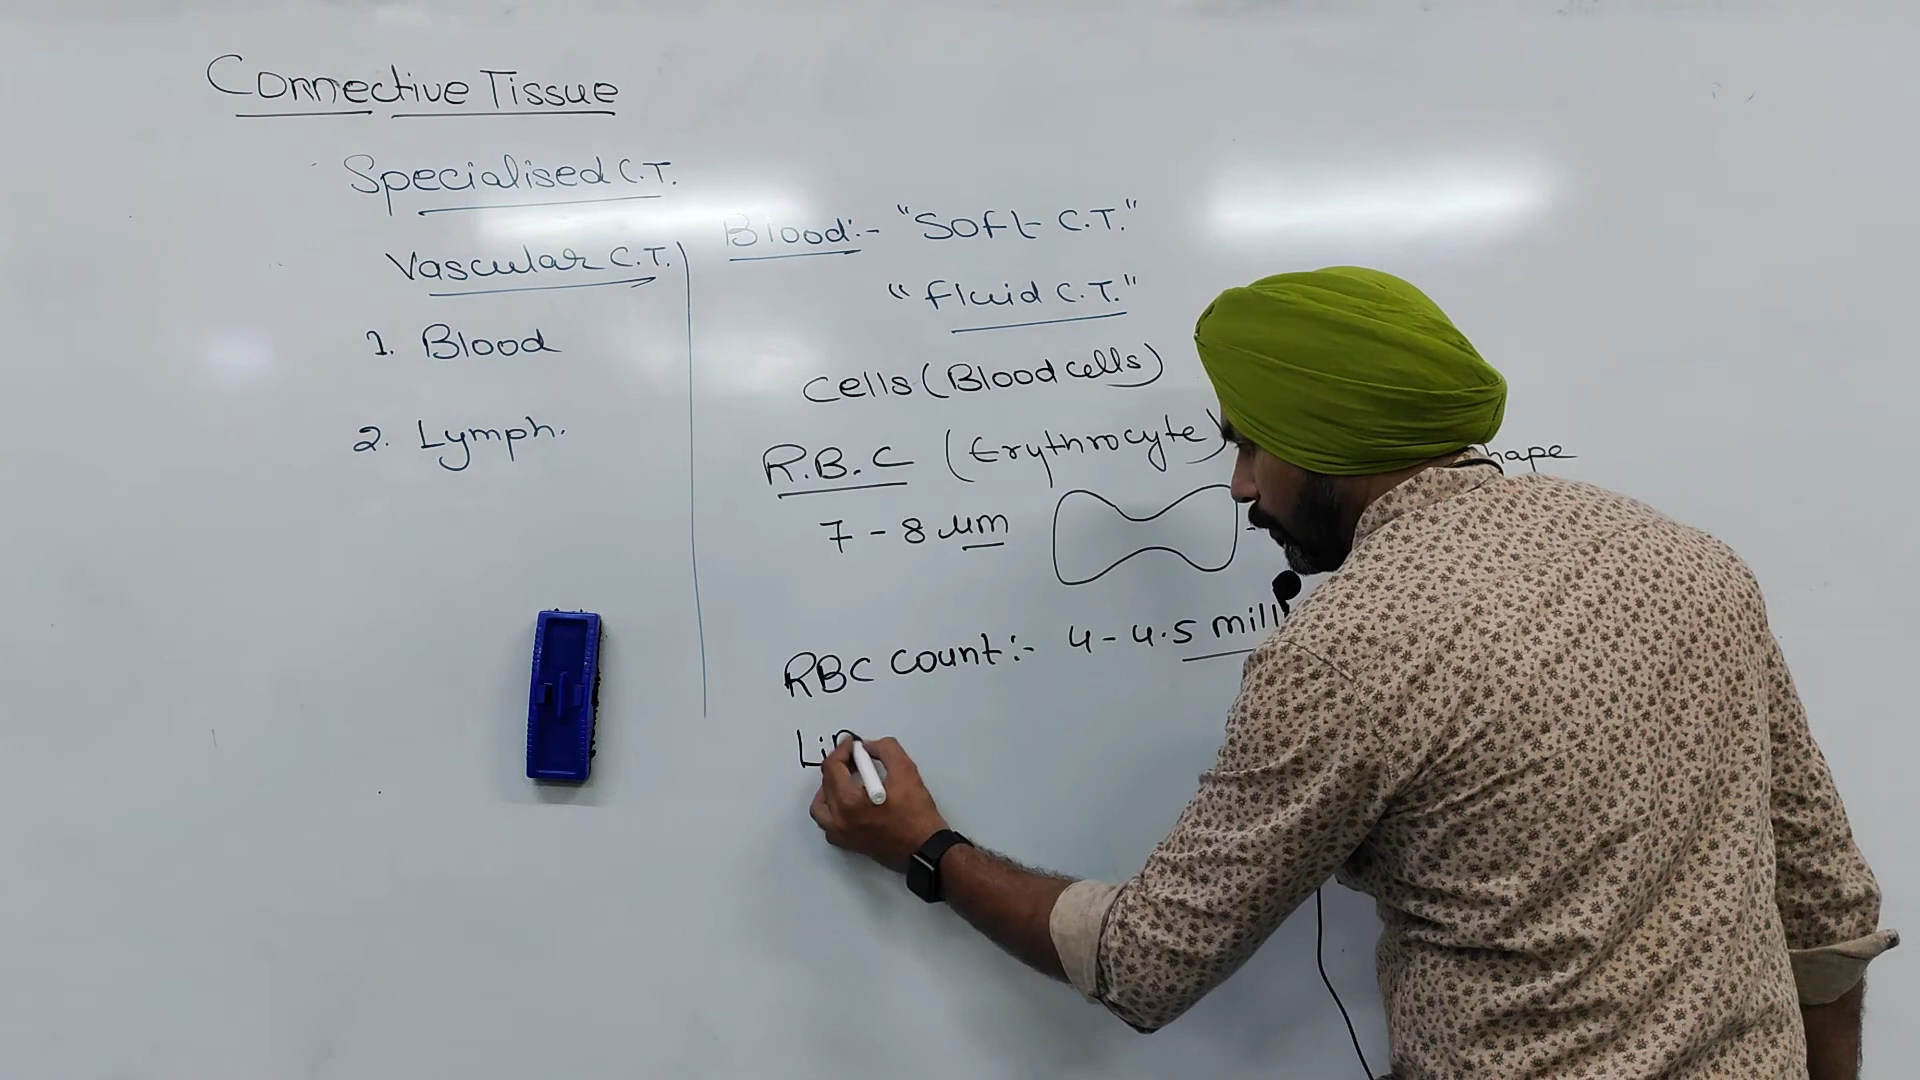 Connective Tissue
Specialised C.T.
Vascular C.T.
1. Blood
2. Lymph.
Blood:- "Soft C.T."
"fluid C.T."
Cells (Blood cells)
R.B.C (Erythrocyte)
hape
7 - 8 μm
RBC count:- 4 - 4.5 mill